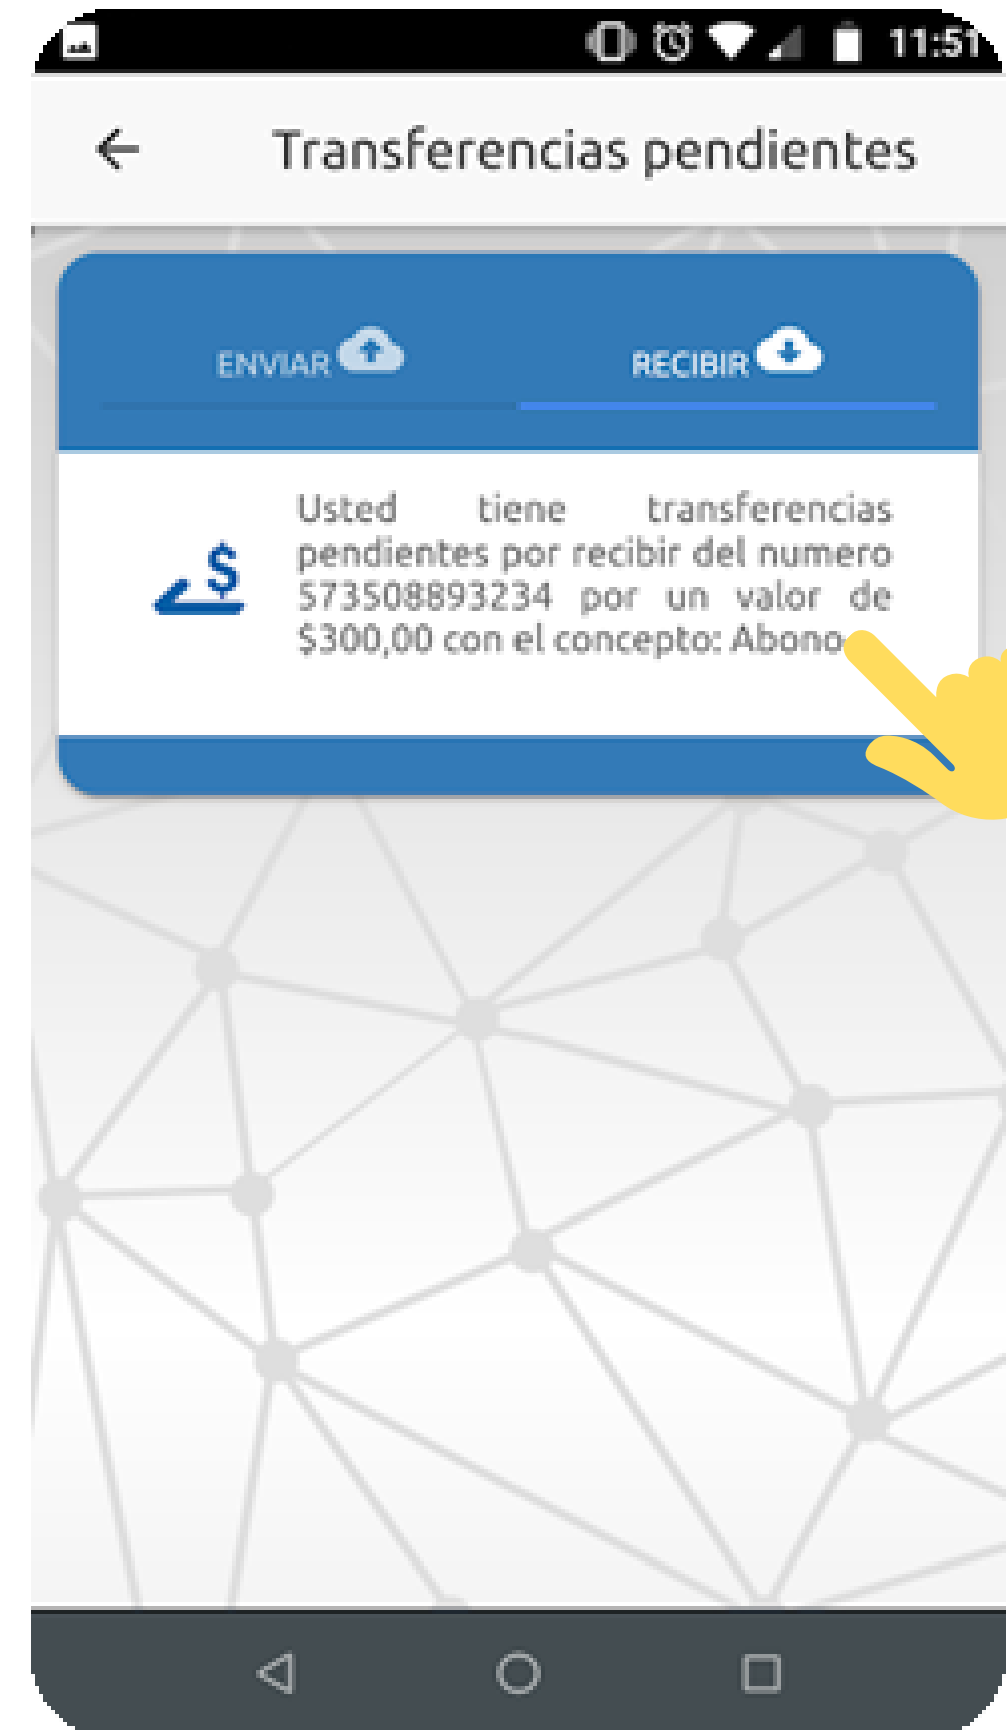 11:51
Transferencias pendientes
ENVIAR
RECIBIR
Usted tiene transferencias
pendientes por recibir del numero
573508893234 por un valor de
$300,00 con el concepto: Abono